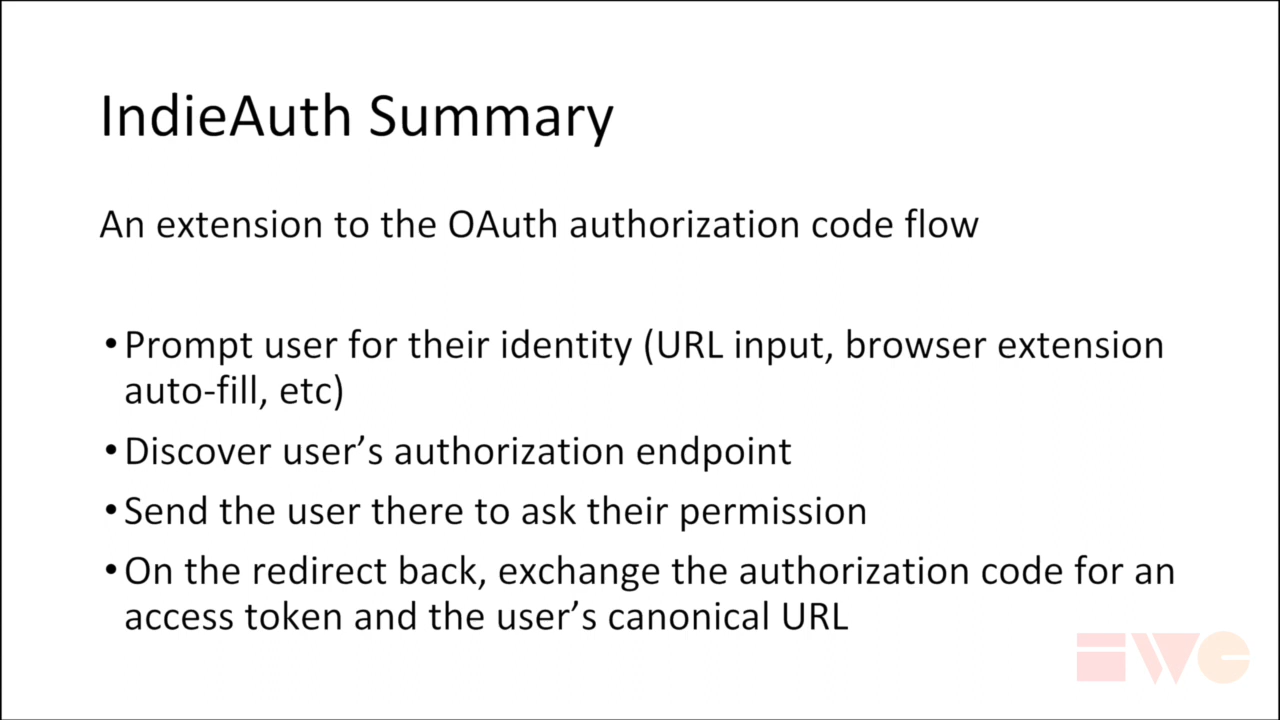 IndieAuth Summary
An extension to the OAuth authorization code flow
•Prompt user for their identity (URL input, browser extension
auto-fill, etc)
•Discover user’s authorization endpoint
•Send the user there to ask their permission
•On the redirect back, exchange the authorization code for an
access token and the user’s canonical URL
IWC